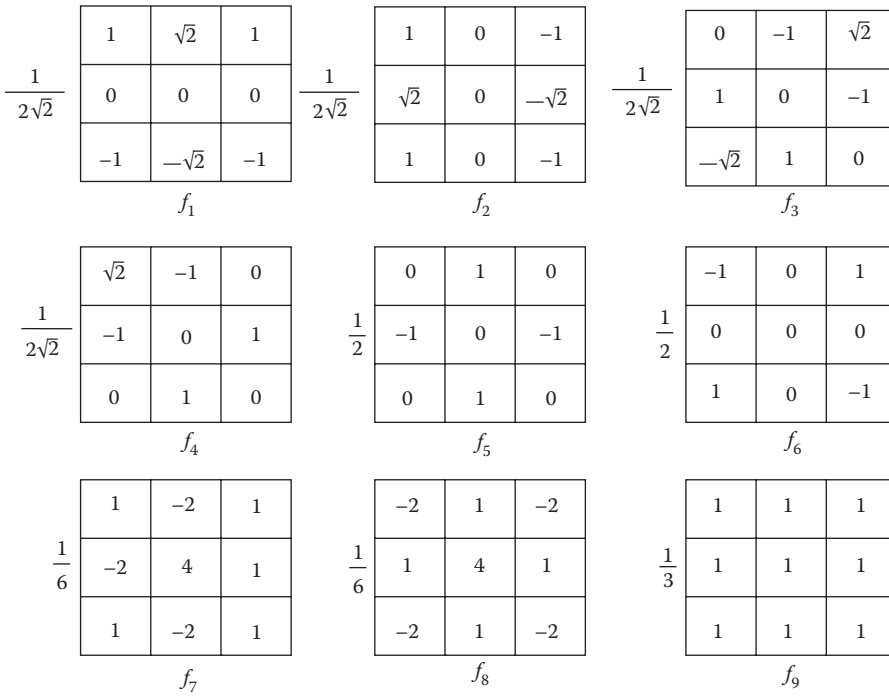 1/(2√2) 1 √2 1
0 0 0
−1 —√2 −1
f₁
1/(2√2) 1 0 −1
√2 0 —√2
1 0 −1
f₂
1/(2√2) 0 −1 √2
1 0 −1
—√2 1 0
f₃
1/(2√2) √2 −1 0
−1 0 1
0 1 0
f₄
1/2 0 1 0
−1 0 −1
0 1 0
f₅
1/2 −1 0 1
0 0 0
1 0 −1
f₆
1/6 1 −2 1
−2 4 1
1 −2 1
f₇
1/6 −2 1 −2
1 4 1
−2 1 −2
f₈
1/3 1 1 1
1 1 1
1 1 1
f₉